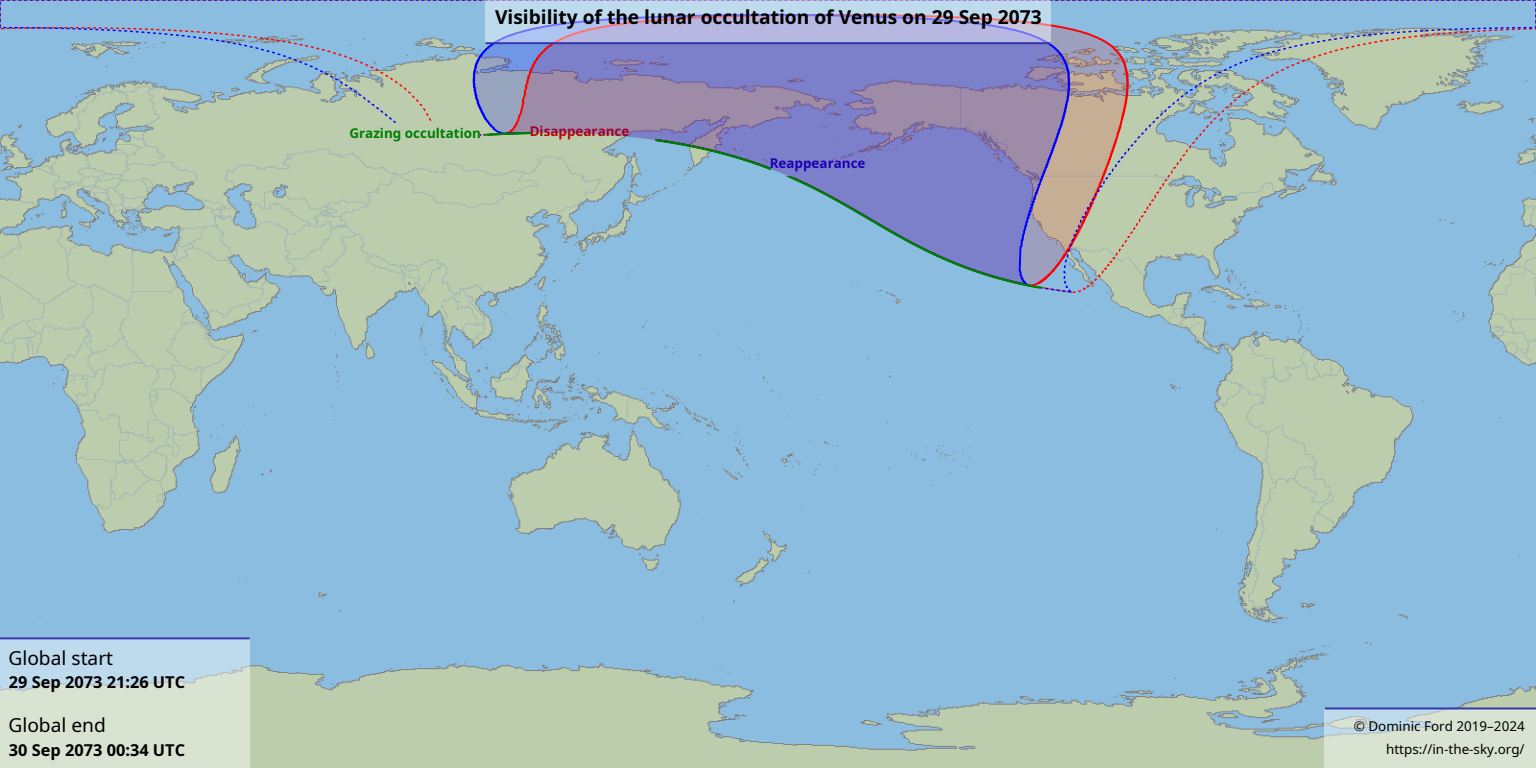 Visibility of the lunar occultation of Venus on 29 Sep 2073
Grazing occultation
Disappearance
Reappearance
Global start
29 Sep 2073 21:26 UTC
Global end
30 Sep 2073 00:34 UTC
© Dominic Ford 2019–2024
https://in-the-sky.org/